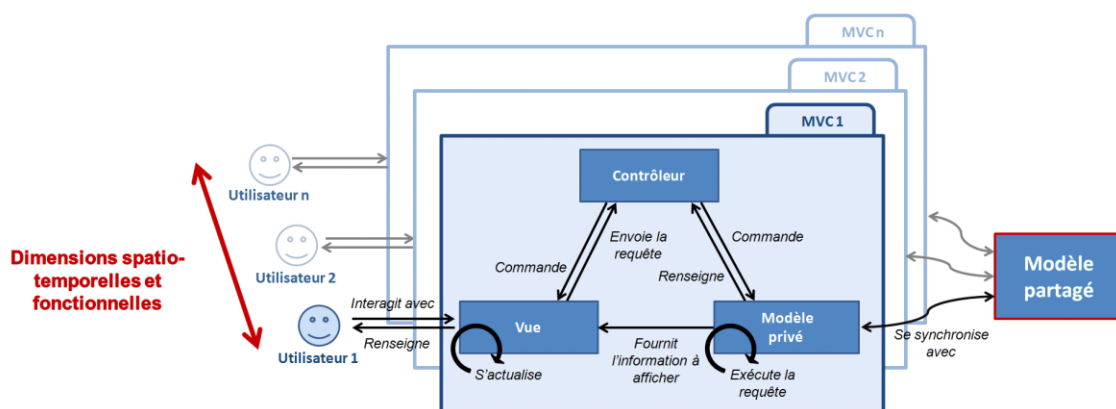 MVC n
MVC 2
MVC 1
Contrôleur
Utilisateur n
Envoie la
requête
Commande
Commande
Renseigne
Utilisateur 2
Dimensions spatio-
temporelles et
fonctionnelles
Modèle
partagé
Interagit avec
Renseigne
Utilisateur 1
Vue
Modèle
privé
Se synchronise
avec
Fournit
l'information à
afficher
S'actualise
Exécute la
requête